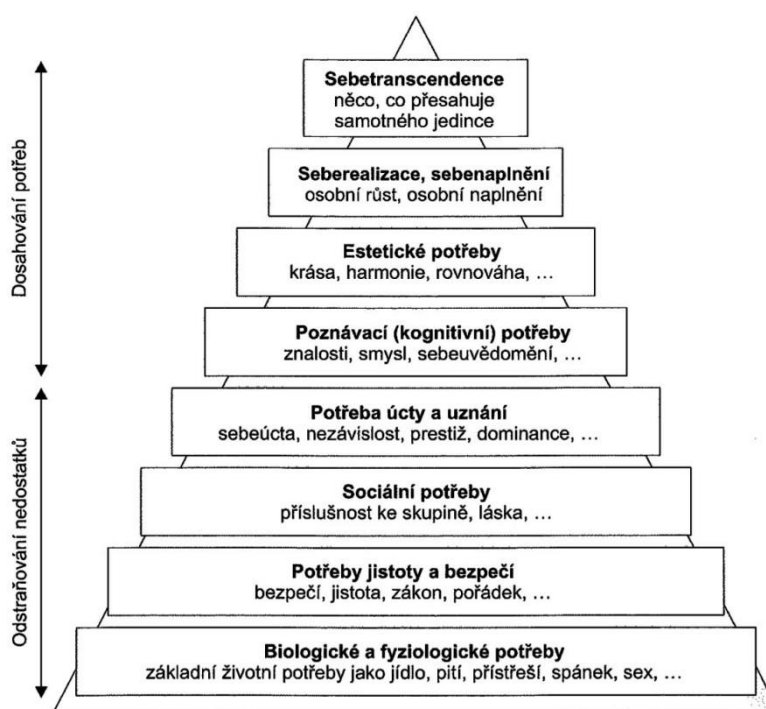 Sebetranscendence
něco, co přesahuje
samotného jedince
Seberealizace, sebenaplnění
osobní růst, osobní naplnění
Estetické potřeby
krása, harmonie, rovnováha, …
Poznávací (kognitivní) potřeby
znalosti, smysl, sebeuvědomění, …
Potřeba úcty a uznání
sebeúcta, nezávislost, prestiž, dominance, …
Sociální potřeby
příslušnost ke skupině, láska, …
Potřeby jistoty a bezpečí
bezpečí, jistota, zákon, pořádek, …
Biologické a fyziologické potřeby
základní životní potřeby jako jídlo, pití, přístřeší, spánek, sex, …
Dosahování potřeb
Odstraňování nedostatků